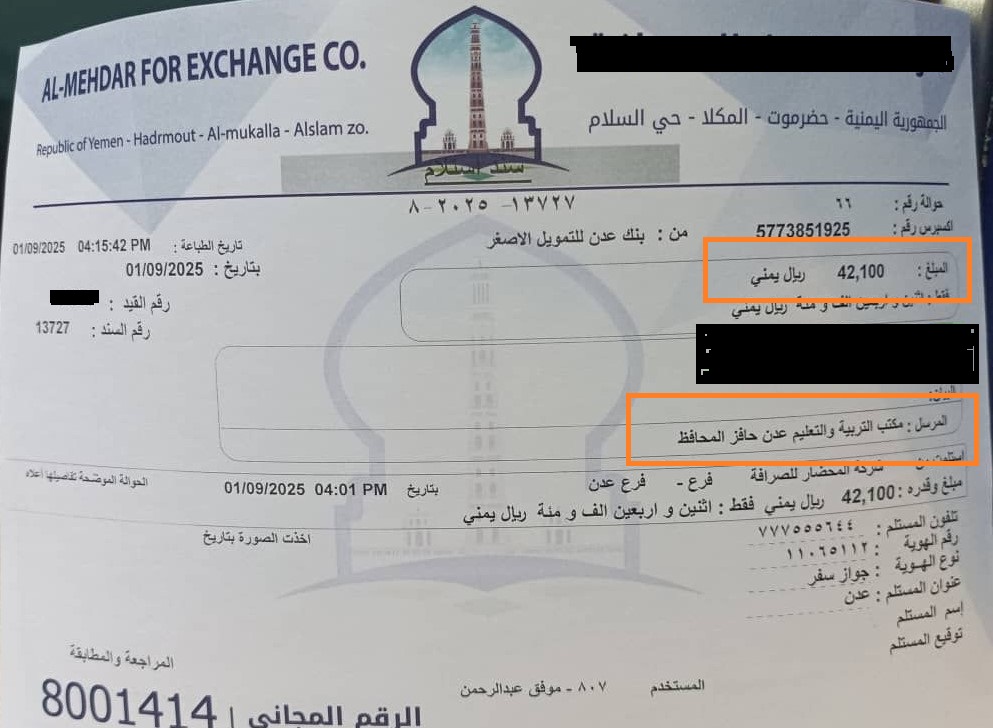 AL-MEHDAR FOR EXCHANGE CO.
Republic of Yemen - Hadrmout - Al-mukalla - Alslam zo.
الجمهورية اليمنية - حضرموت - المكلا - حي السلام
سند استلام
١٣٧٢٧- ٢٠٢٥-٨
حوالة رقم : ٦٦
اكسبرس رقم : 5773851925
من : بنك عدن للتمويل الاصغر
تاريخ الطباعة : 01/09/2025 04:15:42 PM
بتاريخ : 01/09/2025
المبلغ : 42,100 ريال يمني
فقط : اثنين و اربعين الف و مئة ريال يمني
رقم القيد :
رقم السند : 13727
البيان:
المرسل : مكتب التربية والتعليم عدن حافز المحافظ
استلمت من شركة المحضار للصرافة فرع - فرع عدن بتاريخ 01/09/2025 04:01 PM الحوالة الموضحة تفاصيلها أعلاه
مبلغ وقدره : 42,100 ريال يمني فقط : اثنين و اربعين الف و مئة ريال يمني
تلفون المستلم : ٧٧٧٥٥٥٦٤٤
اخذت الصورة بتاريخ
رقم الهوية : ١١٠٦٥١١٢
نوع الهوية : جواز سفر
عنوان المستلم : عدن
إسم المستلم
توقيع المستلم
المراجعة والمطابقة
المستخدم ٨٠٧ - موفق عبدالرحمن
الرقم المجاني | 8001414